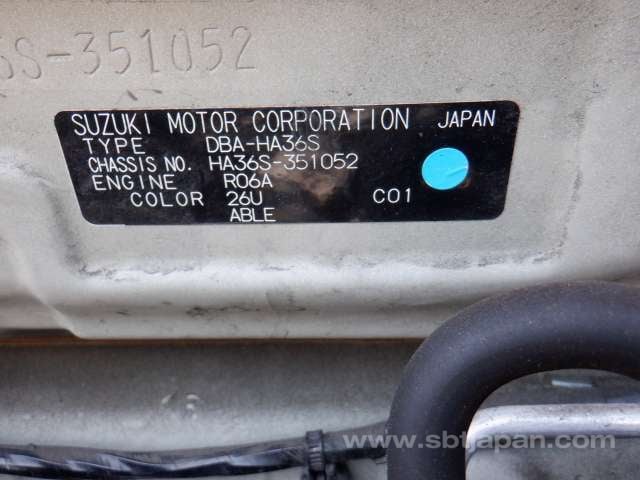 6S-351052
SUZUKI MOTOR CORPORATION JAPAN
TYPE DBA-HA36S
CHASSIS NO. HA36S-351052
ENGINE R06A
COLOR 26U C01
ABLE
www.sbtjapan.com